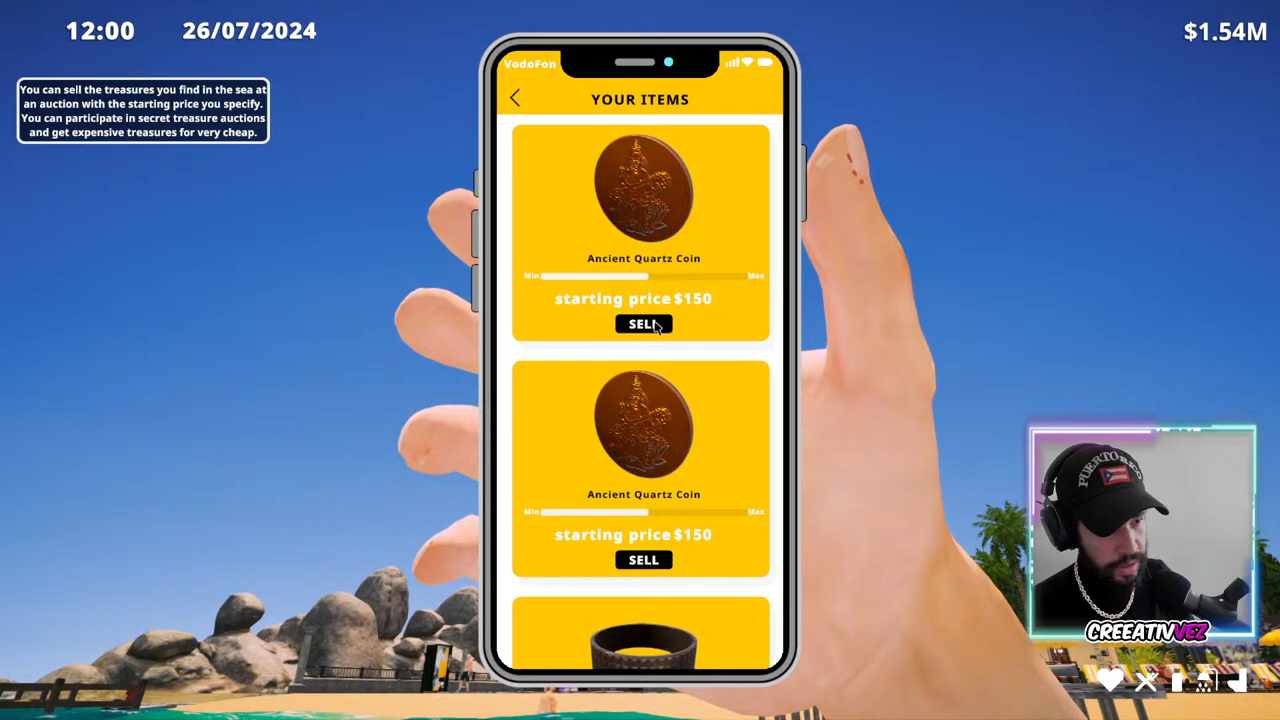 12:00
26/07/2024
$1.54M
You can sell the treasures you find in the sea at
an auction with the starting price you specify.
You can participate in secret treasure auctions
and get expensive treasures for very cheap.
VodoFon
YOUR ITEMS
Ancient Quartz Coin
Min Max
starting price $150
SELL
Ancient Quartz Coin
Min Max
starting price $150
SELL
PUERTO RICO
CREEATIVVEZ